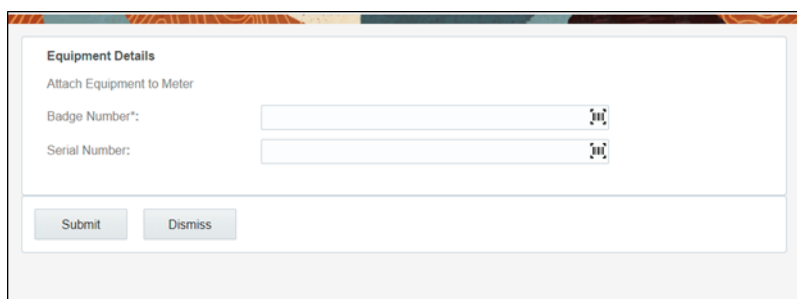 Equipment Details
Attach Equipment to Meter
Badge Number*:
Serial Number:
Submit Dismiss